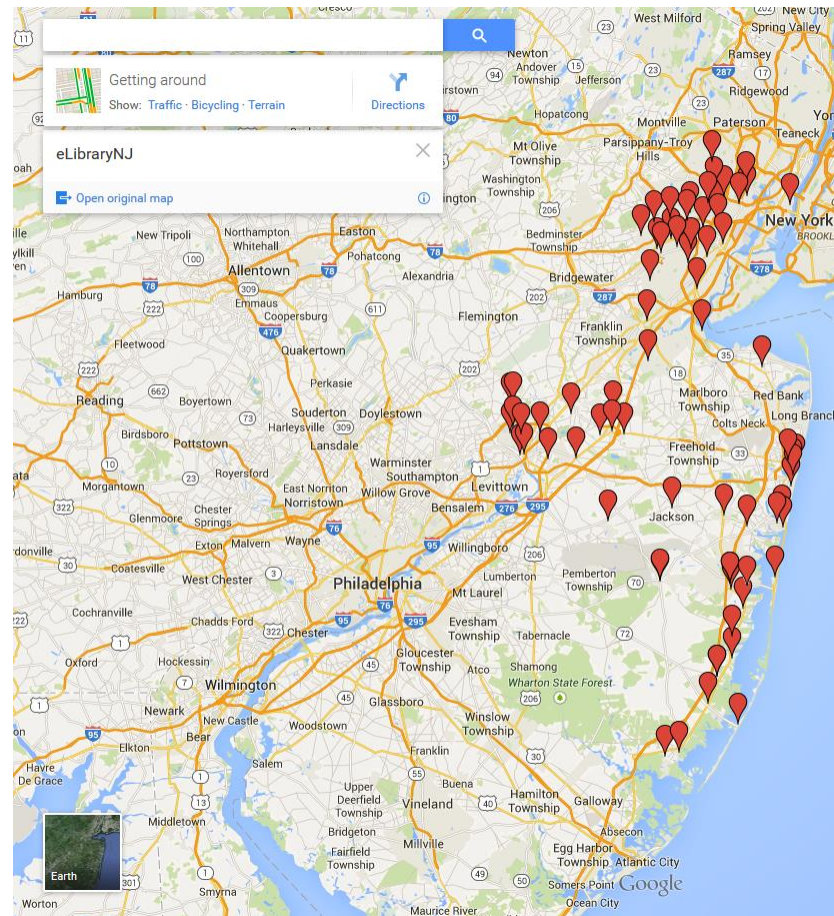 Cresco
West Milford
New City
Spring Valley
Getting around
Show: Traffic · Bicycling · Terrain
Directions
eLibraryNJ
Open original map
Newton
Andover
Township
Jefferson
Ramsey
Ridgewood
Hopatcong
Montville
Paterson
Teaneck
Parsippany-Troy
Hills
Mt Olive
Township
Washington
Township
New Tripoli
Northampton
Whitehall
Easton
Pohatcong
Bedminster
Township
New York
BROOKL
Allentown
Alexandria
Bridgewater
Hamburg
Emmaus
Coopersburg
Flemington
Franklin
Township
Fleetwood
Quakertown
Perkasie
Reading
Boyertown
Souderton
Doylestown
Harleysville
Marlboro
Township
Red Bank
Colts Neck
Long Branch
Birdsboro
Pottstown
Lansdale
Freehold
Township
Warminster
Southampton
Morgantown
Royersford
East Norriton
Norristown
Willow Grove
Levittown
Glenmoore
Chester
Springs
Bensalem
Jackson
Exton
Malvern
Wayne
Willingboro
Coatesville
West Chester
Philadelphia
Lumberton
Pemberton
Township
Mt Laurel
Cochranville
Chadds Ford
Chester
Evesham
Township
Tabernacle
Oxford
Hockessin
Gloucester
Township
Atco
Shamong
Wharton State Forest
Wilmington
Newark
New Castle
Glassboro
Bear
Woodstown
Winslow
Township
Elkton
Havre
De Grace
Salem
Franklin
Buena
Upper
Deerfield
Township
Vineland
Hamilton
Township
Galloway
Middletown
Bridgeton
Fairfield
Township
Millville
Absecon
Egg Harbor
Township
Atlantic City
Earth
Smyrna
Somers Point
Google
Ocean City
Worton
Maurice River